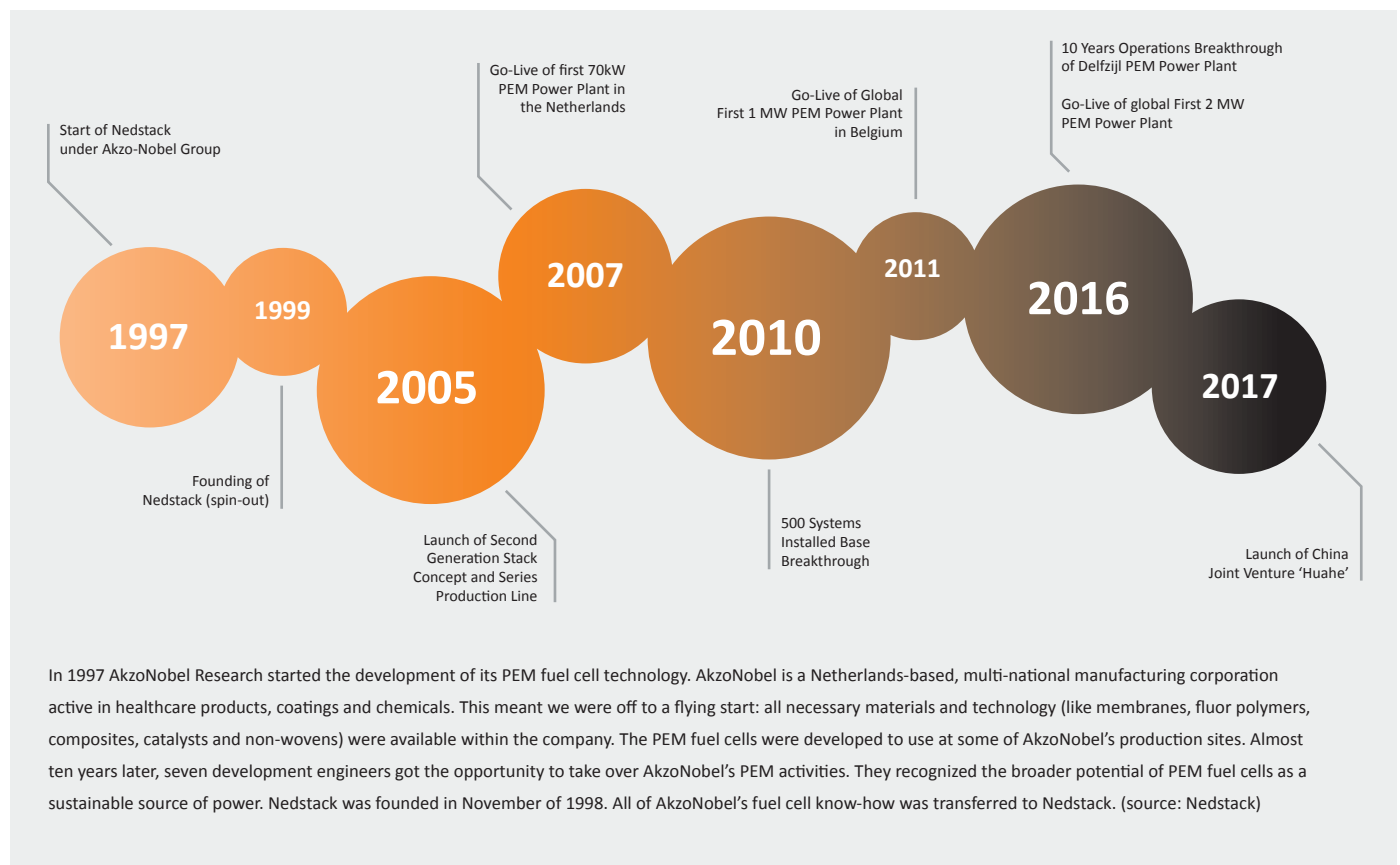 10 Years Operations Breakthrough
of Delfzijl PEM Power Plant
Go-Live of global First 2 MW
PEM Power Plant
Go-Live of first 70kW
PEM Power Plant in
the Netherlands
Go-Live of Global
First 1 MW PEM Power Plant
in Belgium
Start of Nedstack
under Akzo-Nobel Group
1997
1999
2005
2007
2010
2011
2016
2017
Founding of
Nedstack (spin-out)
Launch of Second
Generation Stack
Concept and Series
Production Line
500 Systems
Installed Base
Breakthrough
Launch of China
Joint Venture ‘Huahe’
In 1997 AkzoNobel Research started the development of its PEM fuel cell technology. AkzoNobel is a Netherlands-based, multi-national manufacturing corporation
active in healthcare products, coatings and chemicals. This meant we were off to a flying start: all necessary materials and technology (like membranes, fluor polymers,
composites, catalysts and non-wovens) were available within the company. The PEM fuel cells were developed to use at some of AkzoNobel’s production sites. Almost
ten years later, seven development engineers got the opportunity to take over AkzoNobel’s PEM activities. They recognized the broader potential of PEM fuel cells as a
sustainable source of power. Nedstack was founded in November of 1998. All of AkzoNobel’s fuel cell know-how was transferred to Nedstack. (source: Nedstack)